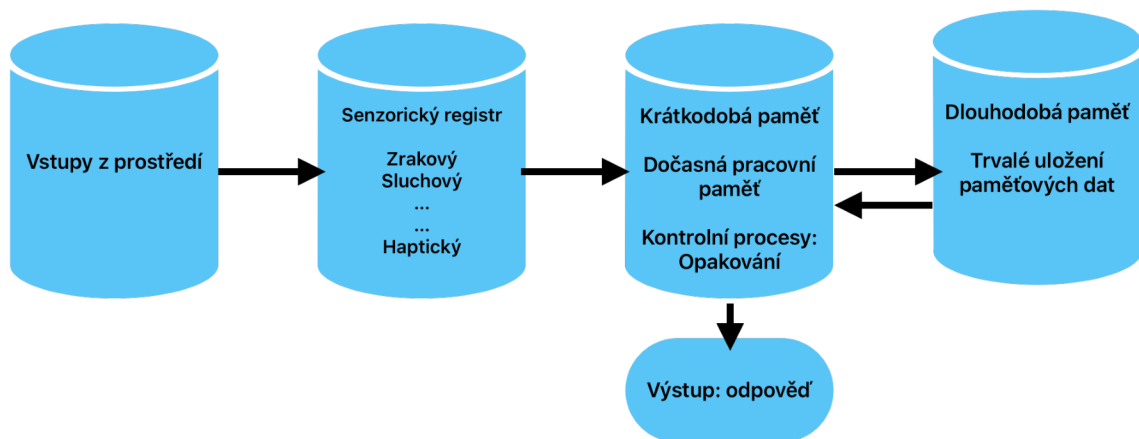 Vstupy z prostředí
Senzorický registr
Zrakový
Sluchový
...
...
Haptický
Krátkodobá paměť
Dočasná pracovní
paměť
Kontrolní procesy:
Opakování
Dlouhodobá paměť
Trvalé uložení
paměťových dat
Výstup: odpověď